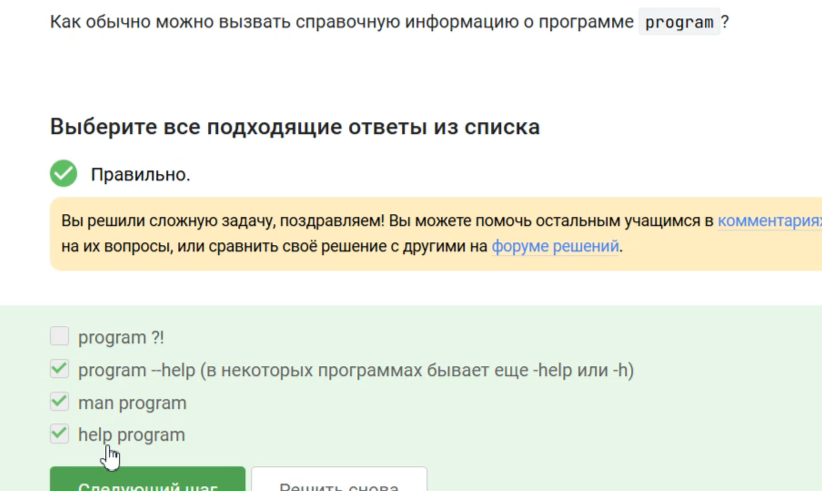 Как обычно можно вызвать справочную информацию о программе program ?
Выберите все подходящие ответы из списка
Правильно.
Вы решили сложную задачу, поздравляем! Вы можете помочь остальным учащимся в комментариях
на их вопросы, или сравнить своё решение с другими на форуме решений.
program ?!
program --help (в некоторых программах бывает еще -help или -h)
man program
help program
Следующий шаг
Решить снова